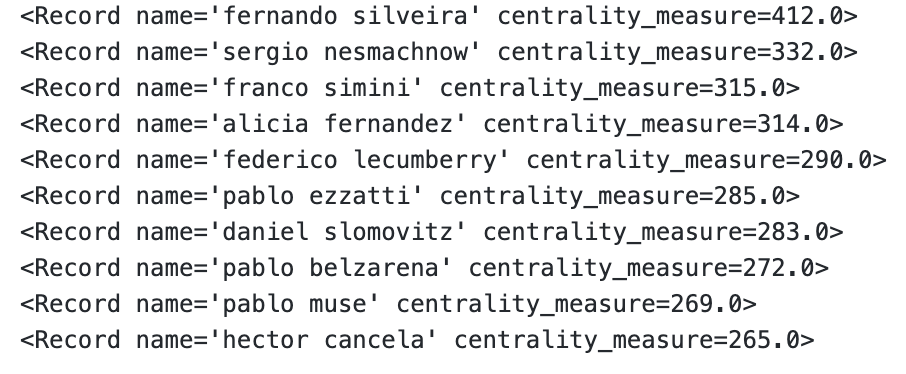 <Record name='fernando silveira' centrality_measure=412.0>
<Record name='sergio nesmachnow' centrality_measure=332.0>
<Record name='franco simini' centrality_measure=315.0>
<Record name='alicia fernandez' centrality_measure=314.0>
<Record name='federico lecumberry' centrality_measure=290.0>
<Record name='pablo ezzatti' centrality_measure=285.0>
<Record name='daniel slomovitz' centrality_measure=283.0>
<Record name='pablo belzarena' centrality_measure=272.0>
<Record name='pablo muse' centrality_measure=269.0>
<Record name='hector cancela' centrality_measure=265.0>